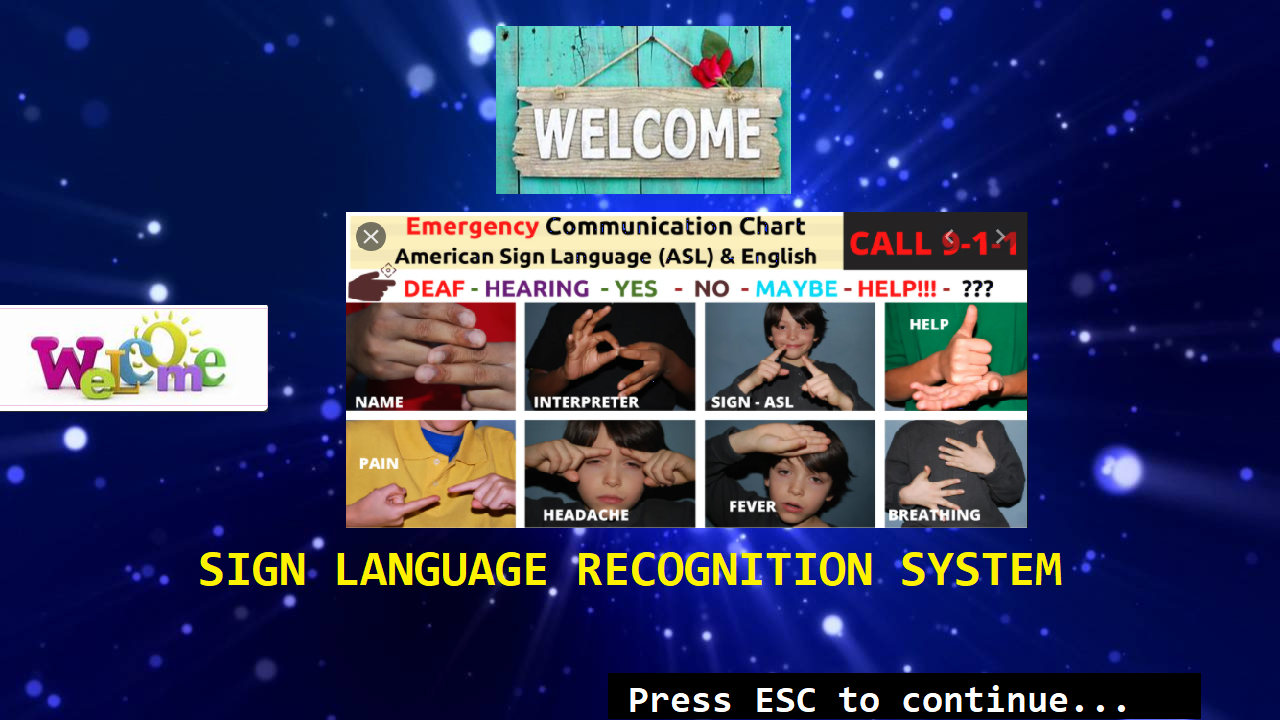 WELCOME
Emergency Communication Chart
American Sign Language (ASL) & English
CALL 9-1-1
DEAF - HEARING - YES - NO - MAYBE - HELP!!! - ???
Welcome
NAME
INTERPRETER
SIGN - ASL
HELP
PAIN
HEADACHE
FEVER
BREATHING
SIGN LANGUAGE RECOGNITION SYSTEM
Press ESC to continue...